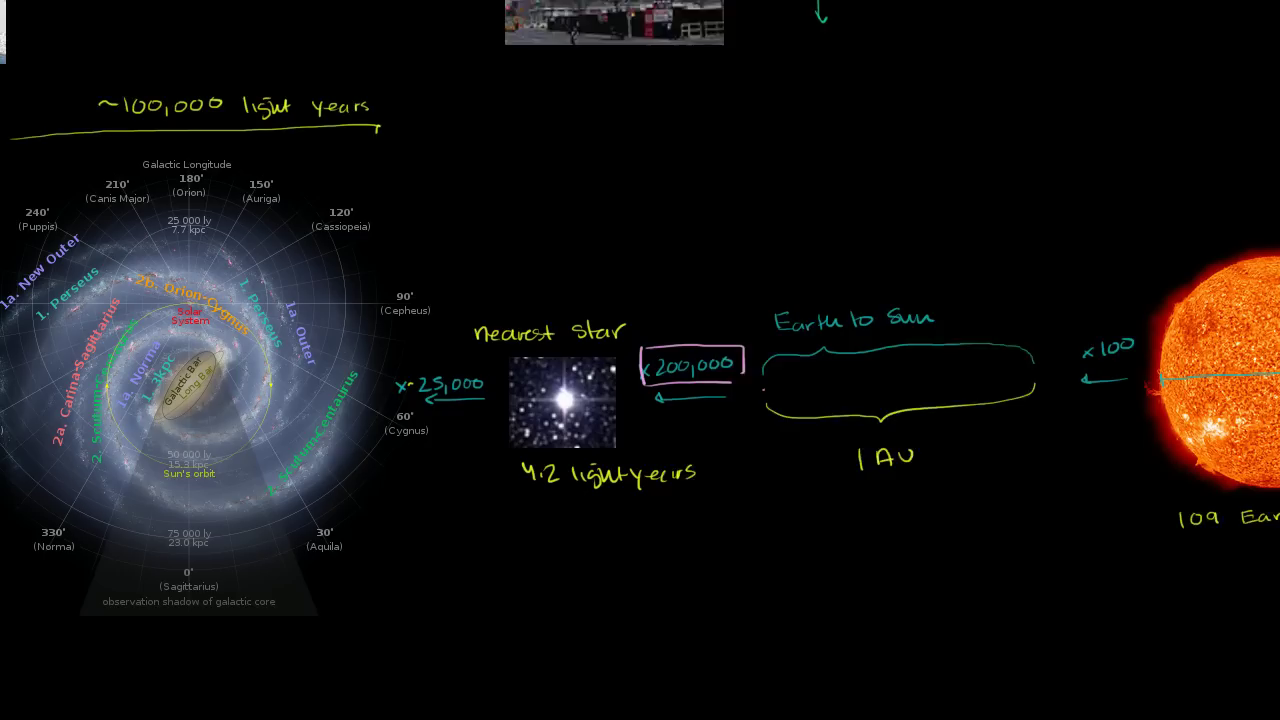 ~100,000 light years
Galactic Longitude
180°
(Orion)
210°
(Canis Major)
150°
(Auriga)
240°
(Puppis)
120°
(Cassiopeia)
25 000 ly
7.7 kpc
1a. New Outer
1. Perseus
2b. Orion-Cygnus
1. Perseus
1a. Outer
90°
(Cepheus)
Solar
System
2a. Carina-Sagittarius
2. Scutum-Centaurus
1a. Norma
1. 3kpc
Galactic Bar
Long Bar
2. Scutum-Centaurus
60°
(Cygnus)
50 000 ly
15.3 kpc
Sun's orbit
75 000 ly
23.0 kpc
330°
(Norma)
30°
(Aquila)
0°
(Sagittarius)
observation shadow of galactic core
x 25,000
nearest star
4.2 light years
x 200,000
Earth to Sun
1 AU
x 100
109